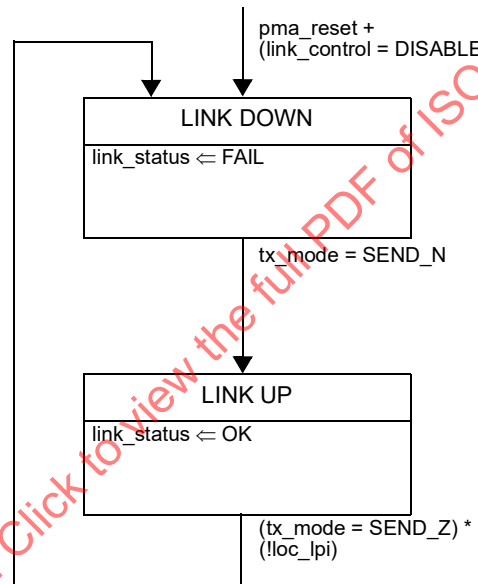 pma_reset +
(link_control = DISABLE
LINK DOWN
link_status ⇐ FAIL
tx_mode = SEND_N
LINK UP
link_status ⇐ OK
(tx_mode = SEND_Z) *
(!loc_lpi)
Click to view the full PDF of ISO